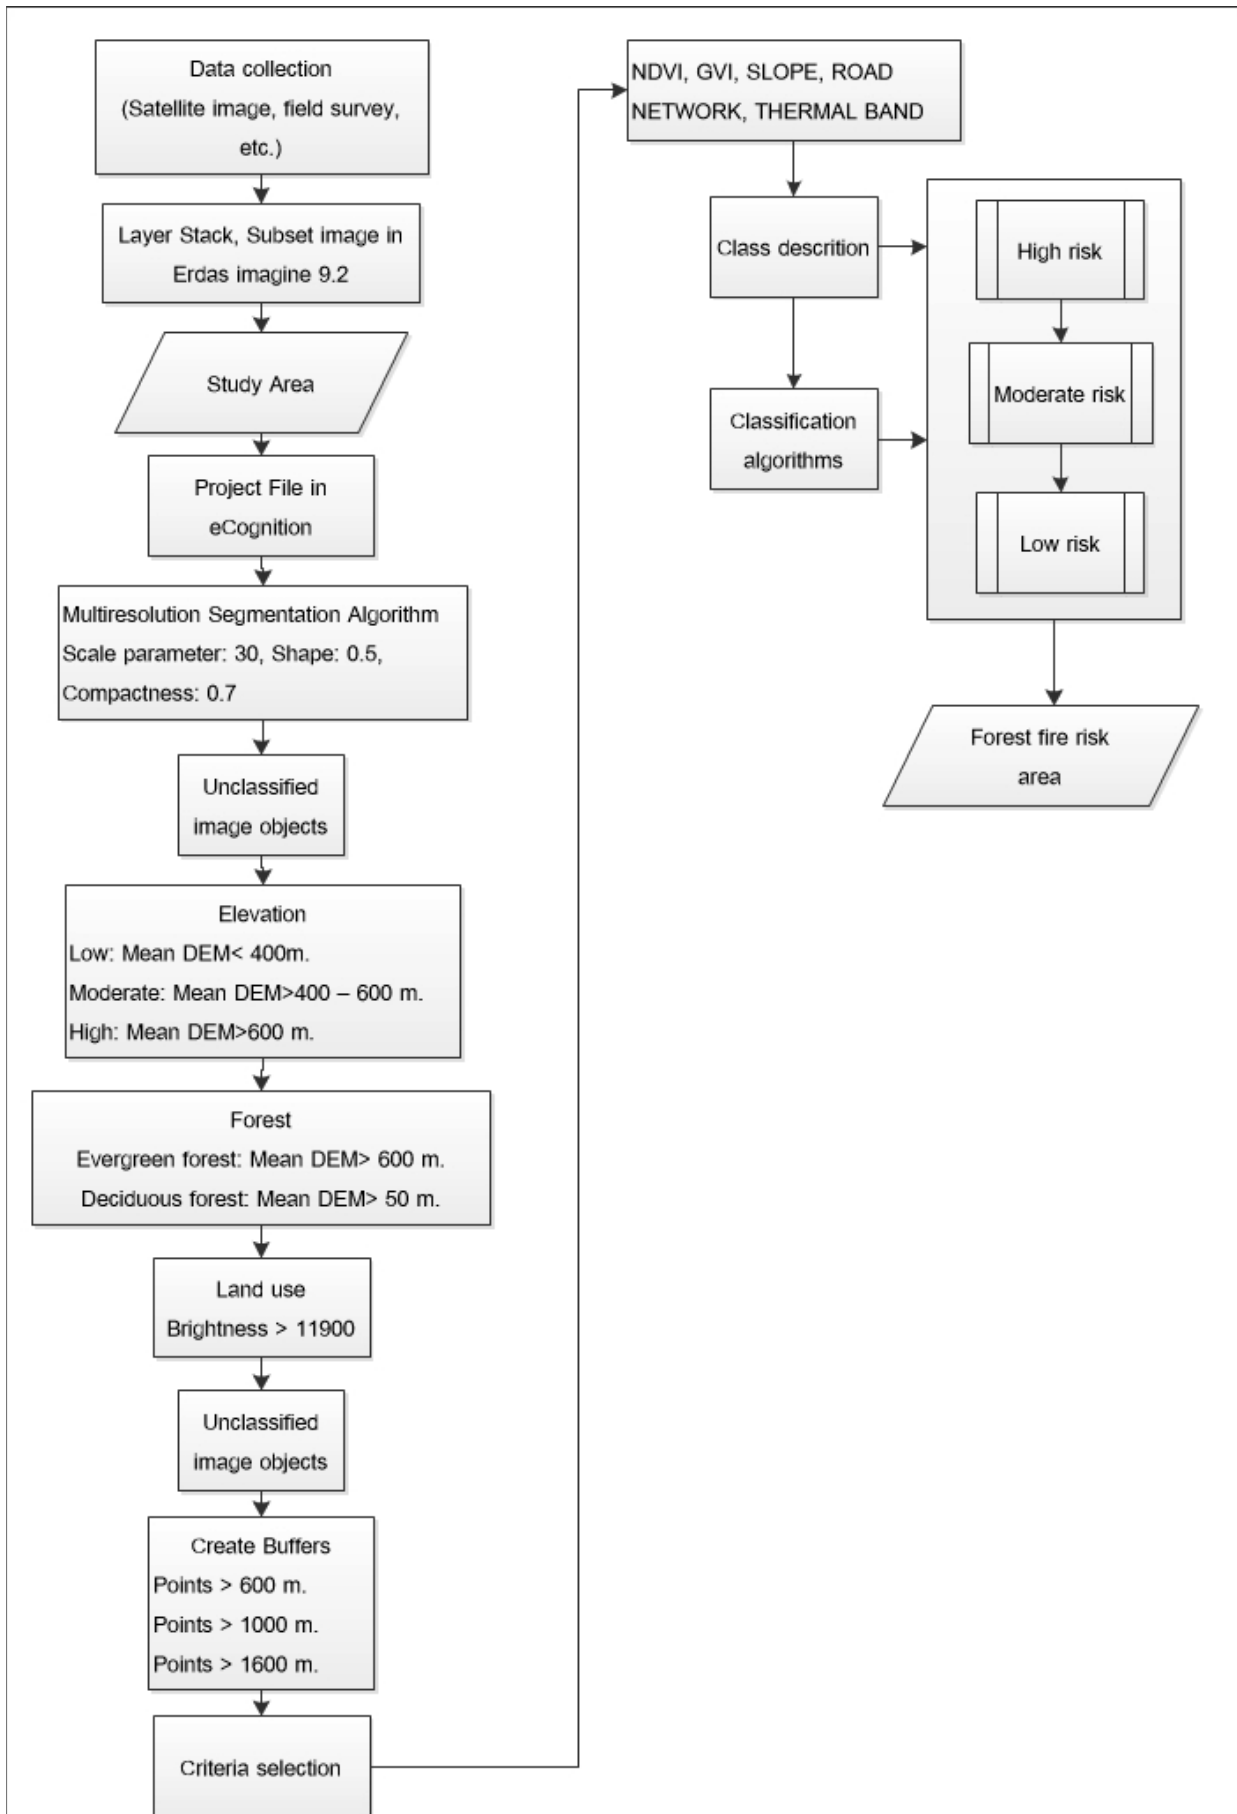 Data collection
(Satellite image, field survey,
etc.)
Layer Stack, Subset image in
Erdas imagine 9.2
Study Area
Project File in
eCognition
Multiresolution Segmentation Algorithm
Scale parameter: 30, Shape: 0.5,
Compactness: 0.7
Unclassified
image objects
Elevation
Low: Mean DEM< 400m.
Moderate: Mean DEM>400 – 600 m.
High: Mean DEM>600 m.
Forest
Evergreen forest: Mean DEM> 600 m.
Deciduous forest: Mean DEM> 50 m.
Land use
Brightness > 11900
Unclassified
image objects
Create Buffers
Points > 600 m.
Points > 1000 m.
Points > 1600 m.
Criteria selection
NDVI, GVI, SLOPE, ROAD
NETWORK, THERMAL BAND
Class descrition
Classification
algorithms
High risk
Moderate risk
Low risk
Forest fire risk
area